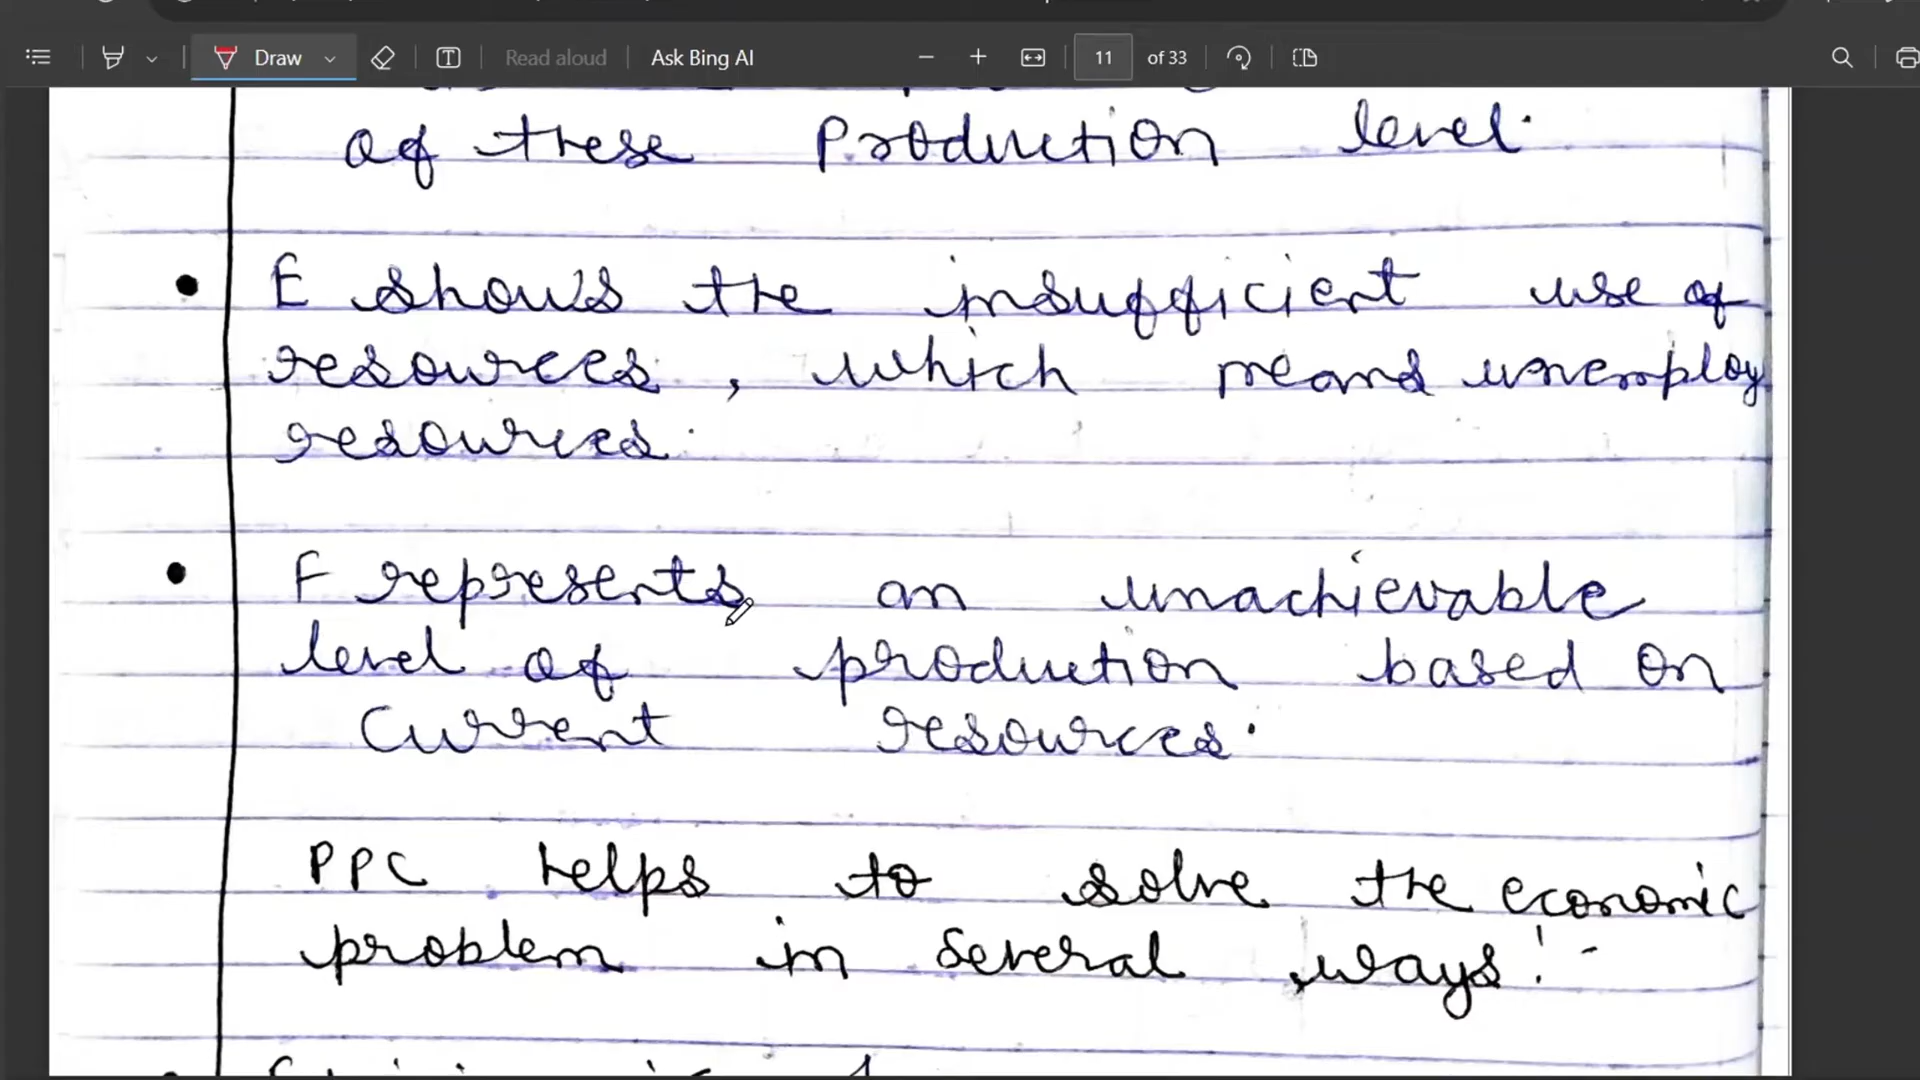 Draw
Read aloud
Ask Bing AI
11 of 33
of these Production level.
• E shows the insufficient use of
resources, which means unemploy
resources.
• F represents an unachievable
level of production based on
Current resources.
PPC helps to solve the economic
problem in several ways! -